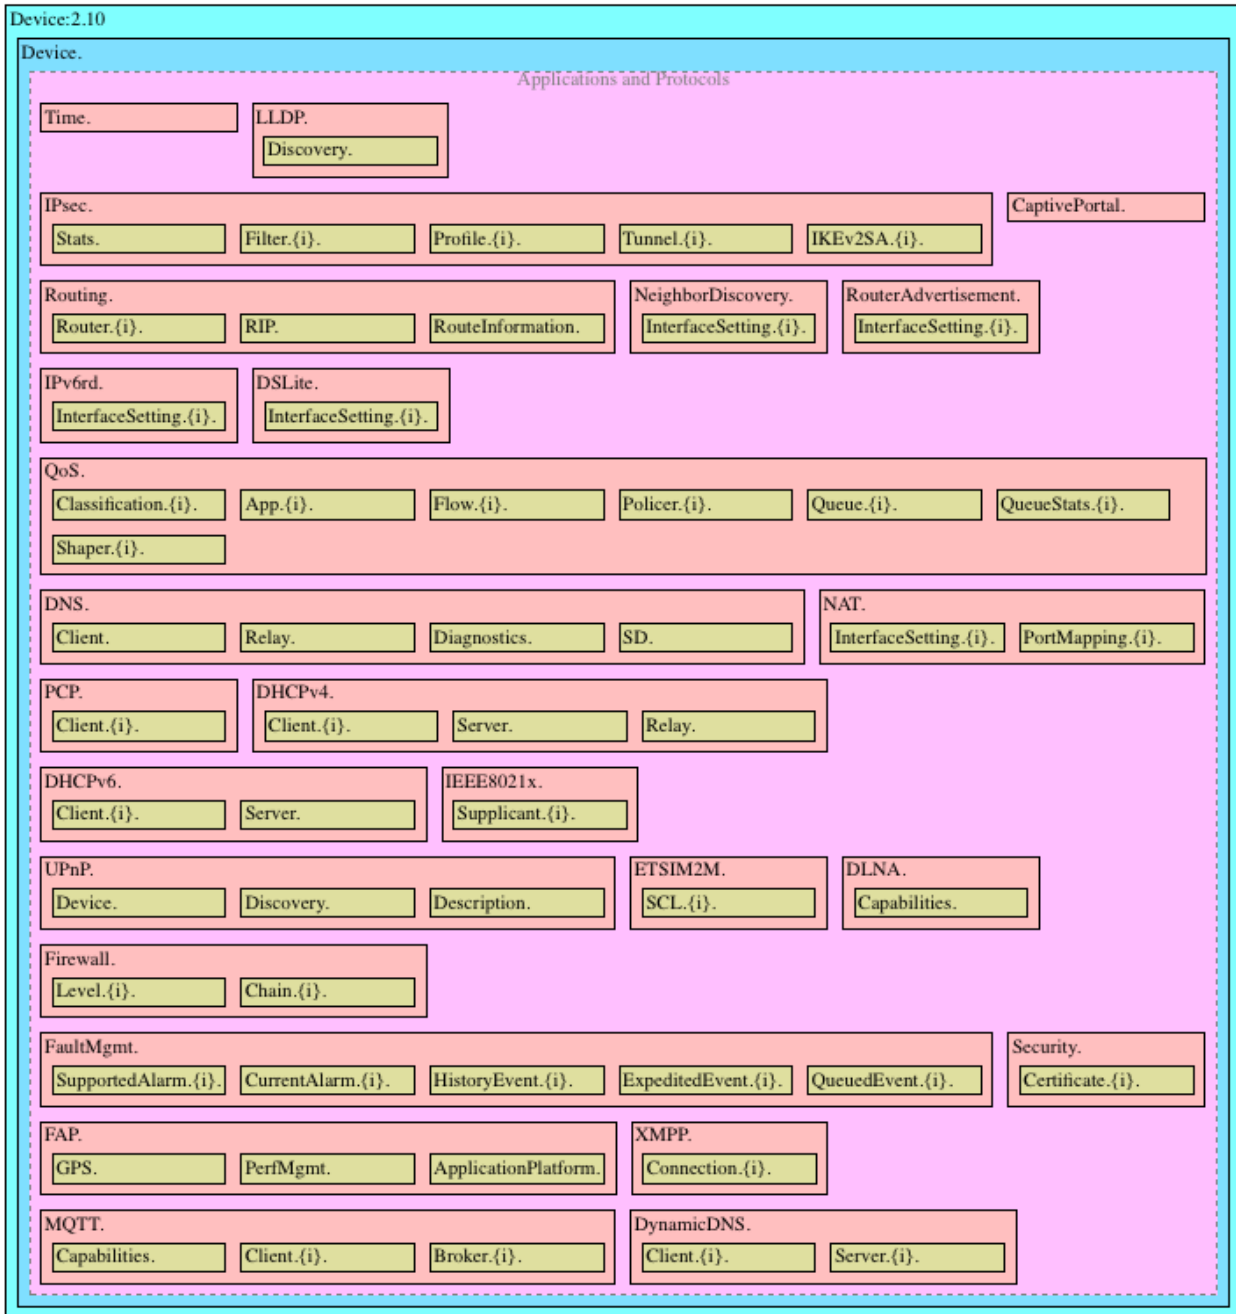 Device:2.10
Device.
Applications and Protocols
Time.
LLDP.
Discovery.
IPsec.
CaptivePortal.
Stats.
Filter.{i}.
Profile.{i}.
Tunnel.{i}.
IKEv2SA.{i}.
Routing.
NeighborDiscovery.
RouterAdvertisement.
Router.{i}.
RIP.
RouteInformation.
InterfaceSetting.{i}.
InterfaceSetting.{i}.
IPv6rd.
DSLite.
InterfaceSetting.{i}.
InterfaceSetting.{i}.
QoS.
Classification.{i}.
App.{i}.
Flow.{i}.
Policer.{i}.
Queue.{i}.
QueueStats.{i}.
Shaper.{i}.
DNS.
NAT.
Client.
Relay.
Diagnostics.
SD.
InterfaceSetting.{i}.
PortMapping.{i}.
PCP.
DHCPv4.
Client.{i}.
Client.{i}.
Server.
Relay.
DHCPv6.
IEEE8021x.
Client.{i}.
Server.
Supplicant.{i}.
UPnP.
ETSIM2M.
DLNA.
Device.
Discovery.
Description.
SCL.{i}.
Capabilities.
Firewall.
Level.{i}.
Chain.{i}.
FaultMgmt.
Security.
SupportedAlarm.{i}.
CurrentAlarm.{i}.
HistoryEvent.{i}.
ExpeditedEvent.{i}.
QueuedEvent.{i}.
Certificate.{i}.
FAP.
XMPP.
GPS.
PerfMgmt.
ApplicationPlatform.
Connection.{i}.
MQTT.
DynamicDNS.
Capabilities.
Client.{i}.
Broker.{i}.
Client.{i}.
Server.{i}.